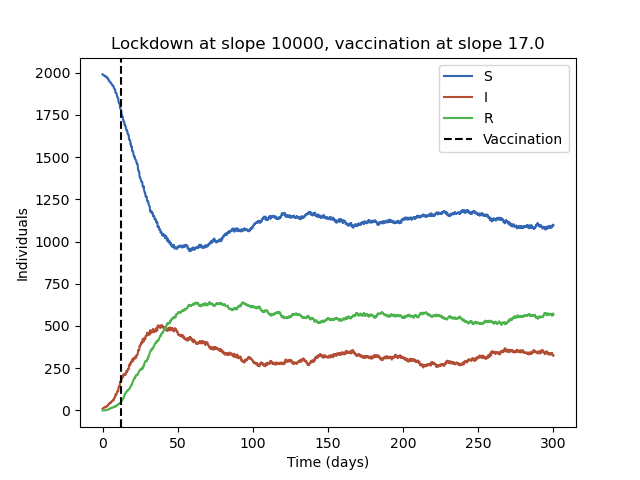 Lockdown at slope 10000, vaccination at slope 17.0
S
I
R
Vaccination
Individuals
2000
1750
1500
1250
1000
750
500
250
0
0 50 100 150 200 250 300
Time (days)